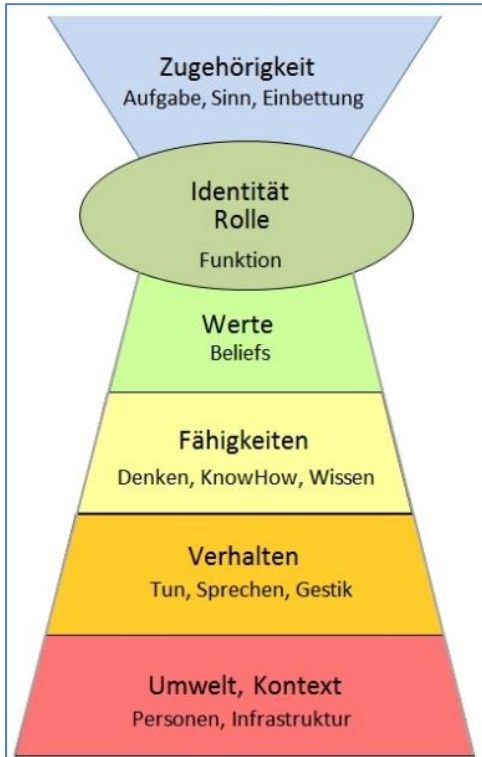 Zugehörigkeit
Aufgabe, Sinn, Einbettung
Identität
Rolle
Funktion
Werte
Beliefs
Fähigkeiten
Denken, KnowHow, Wissen
Verhalten
Tun, Sprechen, Gestik
Umwelt, Kontext
Personen, Infrastruktur